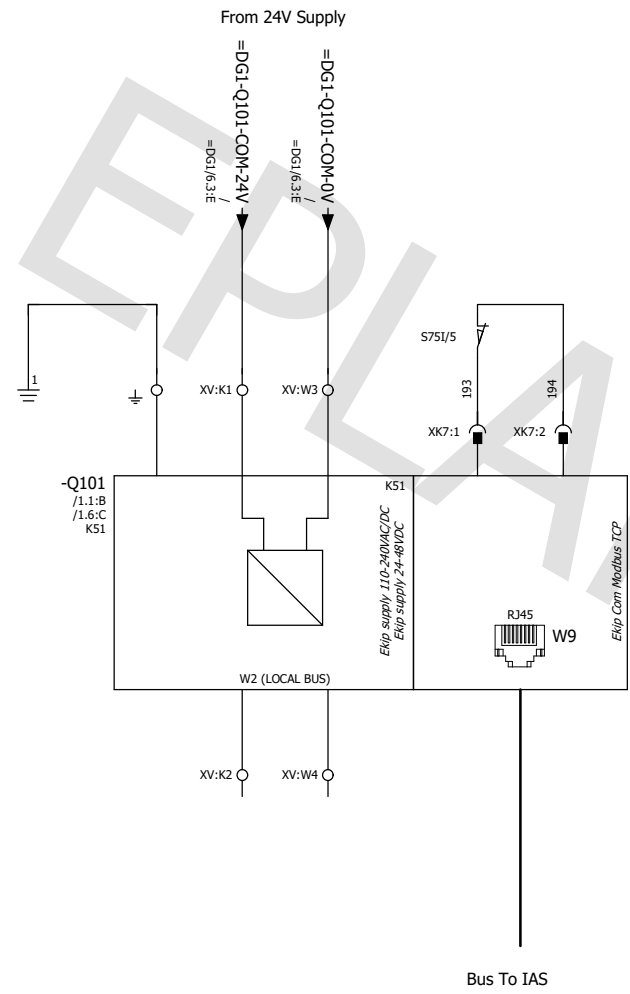 From 24V Supply
=DG1-Q101-COM-24V
=DG1/6.3:E
/
=DG1-Q101-COM-0V
=DG1/6.3:E
/
S75I/5
1
XV:K1
XV:W3
193
194
XK7:1
XK7:2
-Q101
/1.1:B
/1.6:C
K51
K51
Ekip supply 110-240VAC/DC
Ekip supply 24-48VDC
Ekip Com Modbus TCP
RJ45
W9
W2 (LOCAL BUS)
XV:K2
XV:W4
Bus To IAS
EPLA